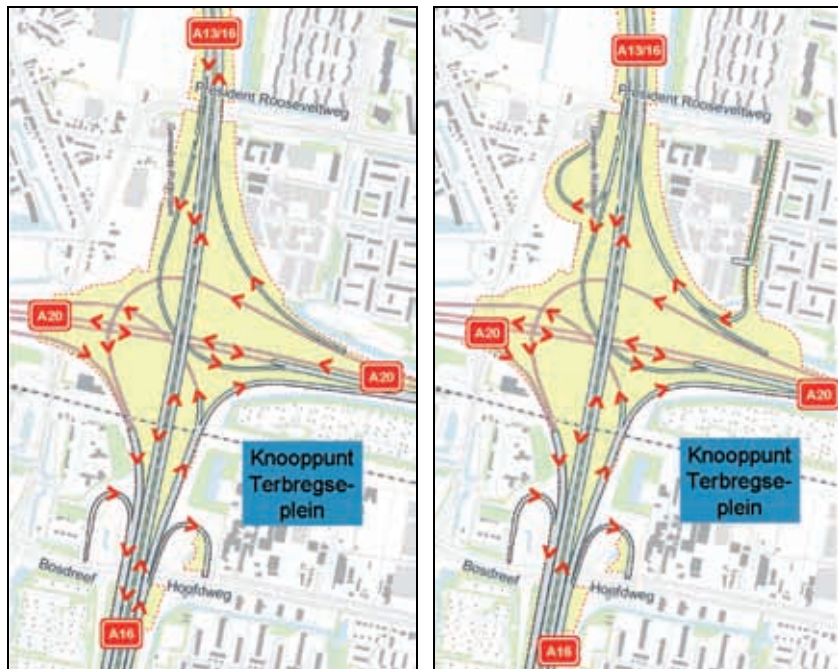 A13/16
President Rooseveltweg
A20
A20
Knooppunt
Terbregse-
plein
Bosdreef
Hoofdweg
A16
A13/16
President Rooseveltweg
A20
A20
Knooppunt
Terbregse-
plein
Bosdreef
Hoofdweg
A16